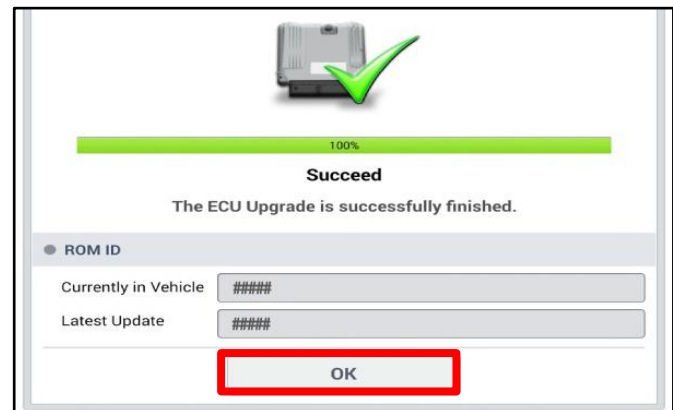 100%
Succeed
The ECU Upgrade is successfully finished.
ROM ID
Currently in Vehicle #####
Latest Update #####
OK